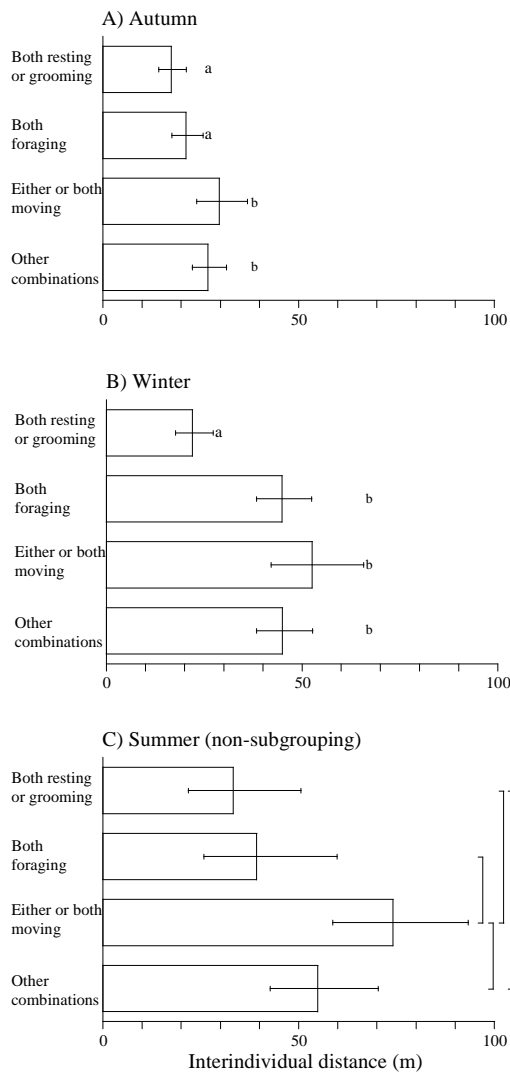 A) Autumn
Both resting
or grooming
a
Both
foraging
a
Either or both
moving
b
Other
combinations
b
0 50 100
B) Winter
Both resting
or grooming
a
Both
foraging
b
Either or both
moving
b
Other
combinations
b
0 50 100
C) Summer (non-subgrouping)
Both resting
or grooming
Both
foraging
Either or both
moving
Other
combinations
0 50 100
Interindividual distance (m)